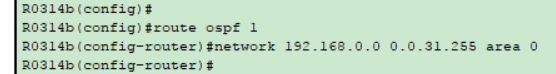 R0314b(config)#
R0314b(config)#route ospf 1
R0314b(config-router)#network 192.168.0.0 0.0.31.255 area 0
R0314b(config-router)#